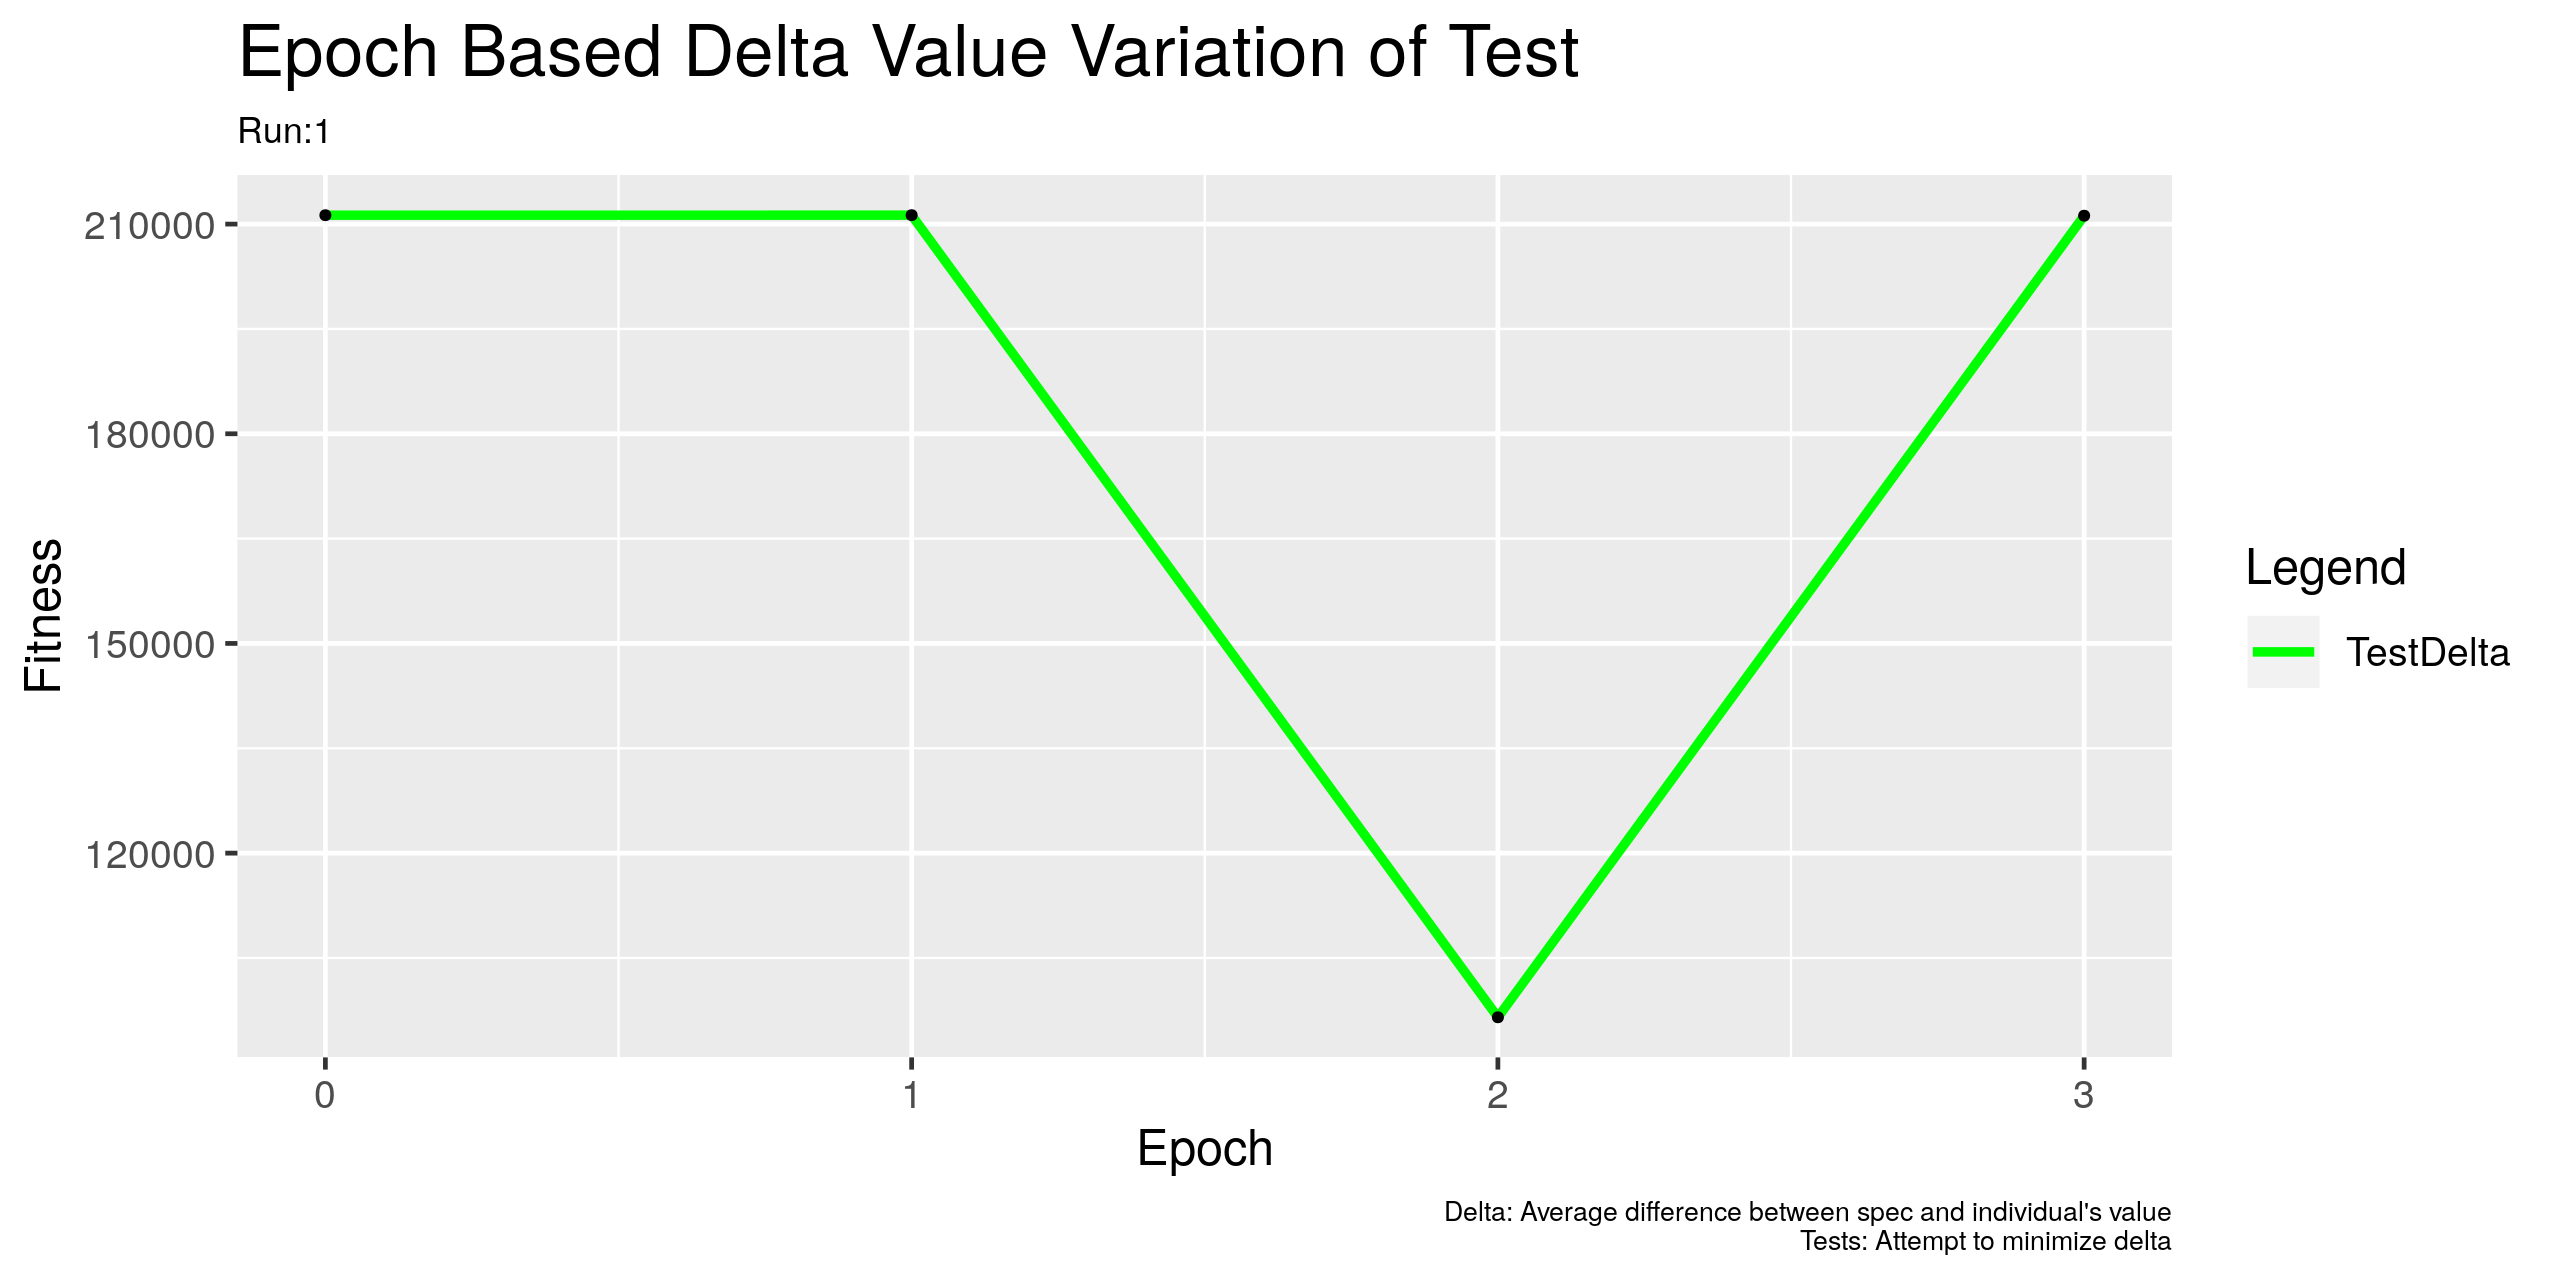 Epoch Based Delta Value Variation of Test
Run:1
Fitness
210000
180000
150000
120000
0 1 2 3
Epoch
Legend
TestDelta
Delta: Average difference between spec and individual's value
Tests: Attempt to minimize delta